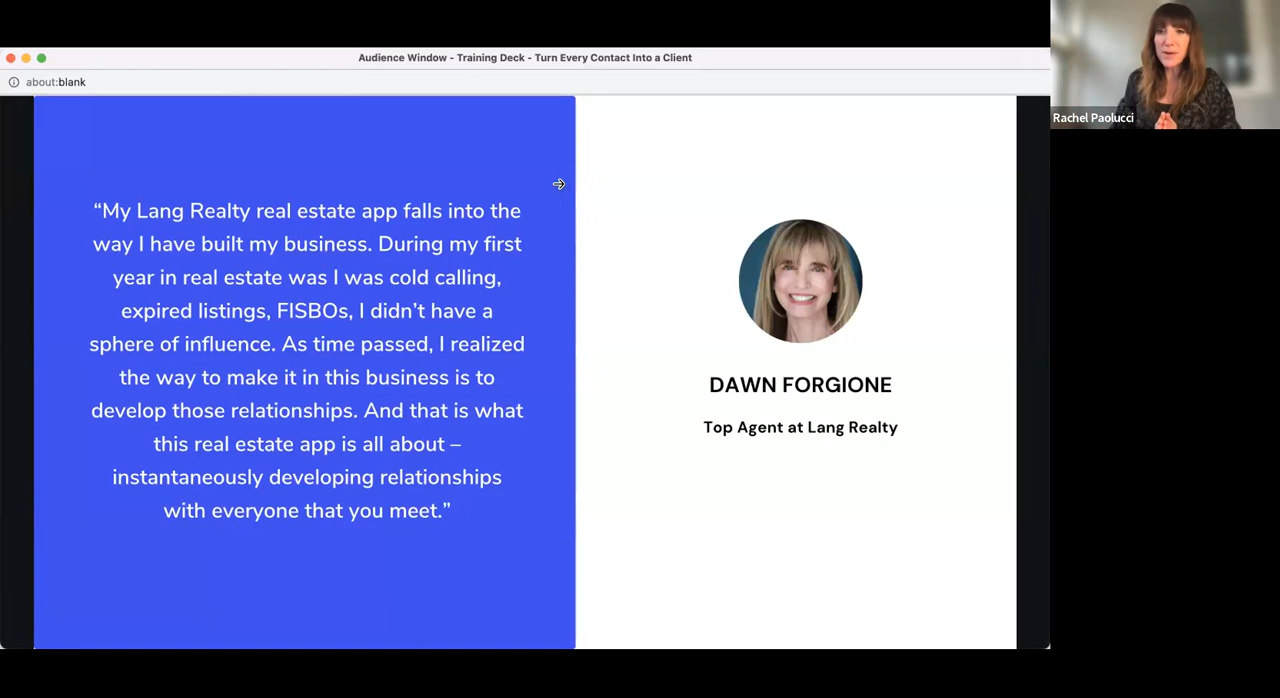 Audience Window - Training Deck - Turn Every Contact Into a Client
about:blank
“My Lang Realty real estate app falls into the
way I have built my business. During my first
year in real estate was I was cold calling,
expired listings, FISBOs, I didn’t have a
sphere of influence. As time passed, I realized
the way to make it in this business is to
develop those relationships. And that is what
this real estate app is all about –
instantaneously developing relationships
with everyone that you meet.”
DAWN FORGIONE
Top Agent at Lang Realty
Rachel Paolucci